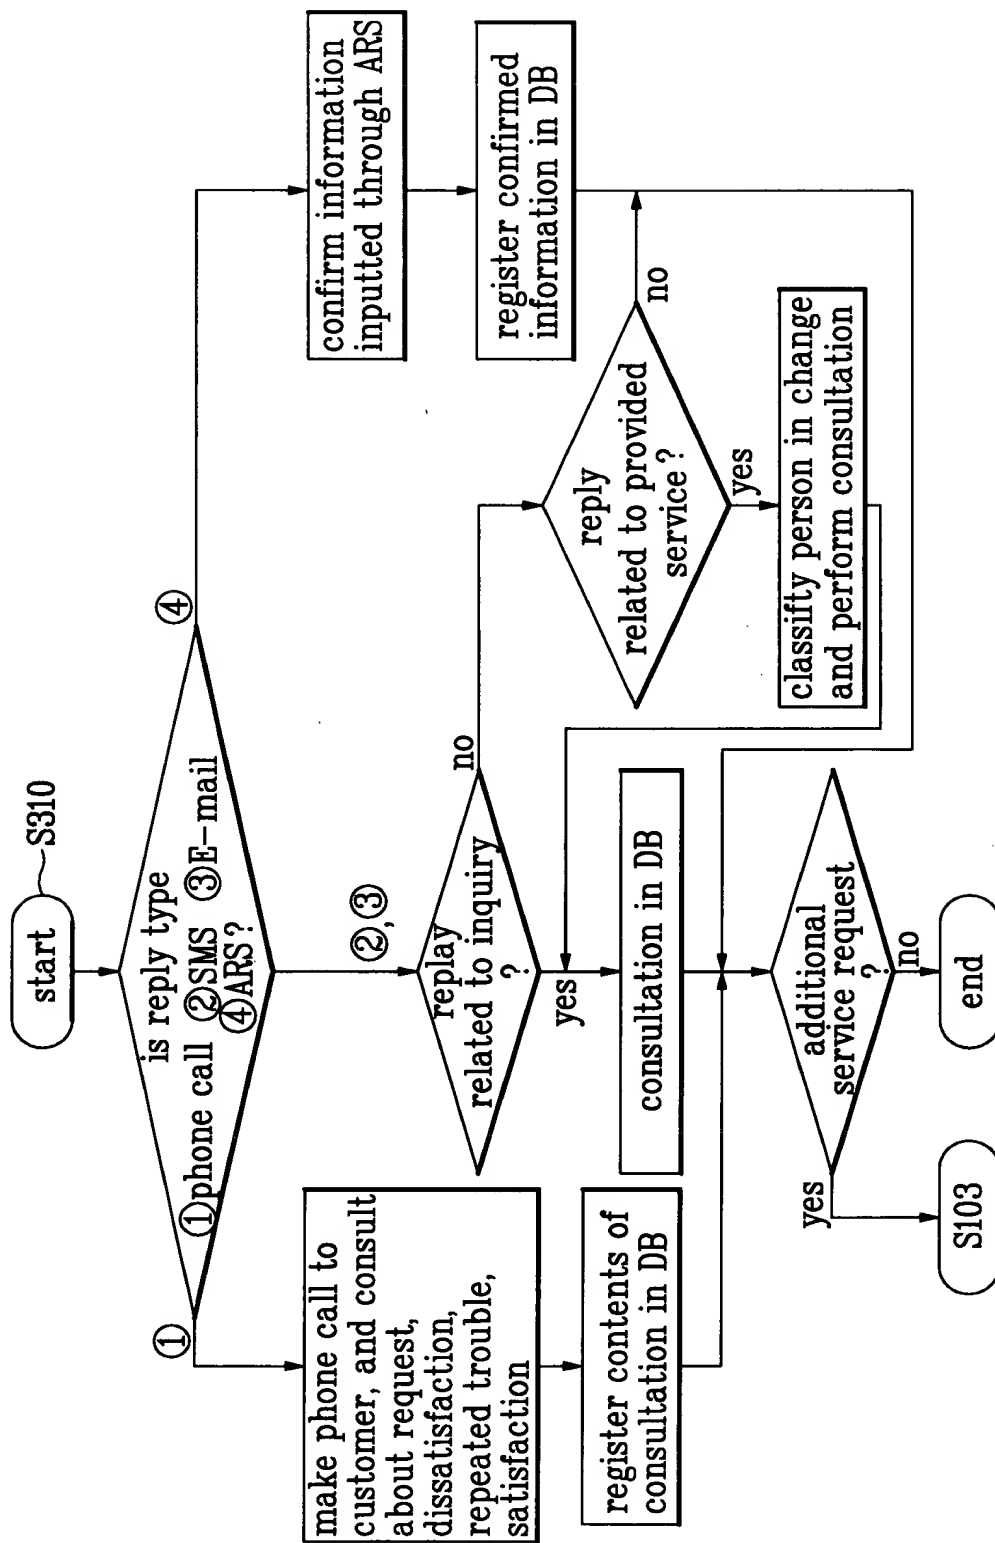 start
S310
is reply type
①phone call ②SMS ③E-mail
④ARS?
①
④
②,③
make phone call to
customer, and consult
about request,
dissatisfaction,
repeated trouble,
satisfaction
register contents of
consultation in DB
replay
related to inquiry
?
no
yes
consultation in DB
confirm information
inputted through ARS
register confirmed
information in DB
reply
related to provided
service?
no
yes
classifty person in change
and perform consultation
additional
service request
?
yes
no
S103
end